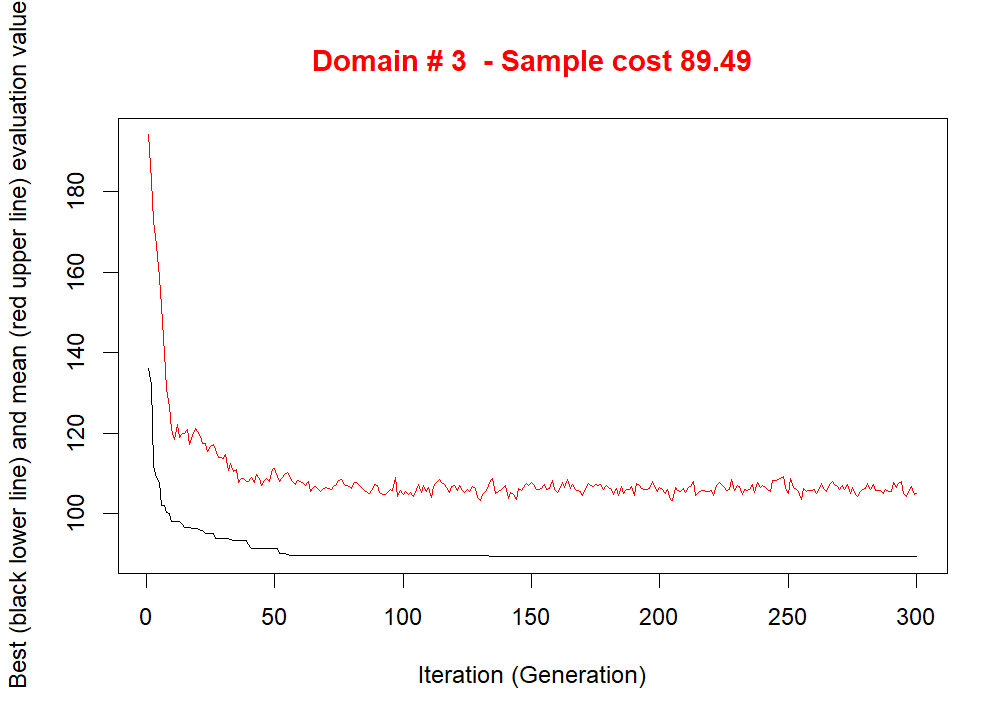 Domain # 3  - Sample cost 89.49
Best (black lower line) and mean (red upper line) evaluation value
180
160
140
120
100
0 50 100 150 200 250 300
Iteration (Generation)